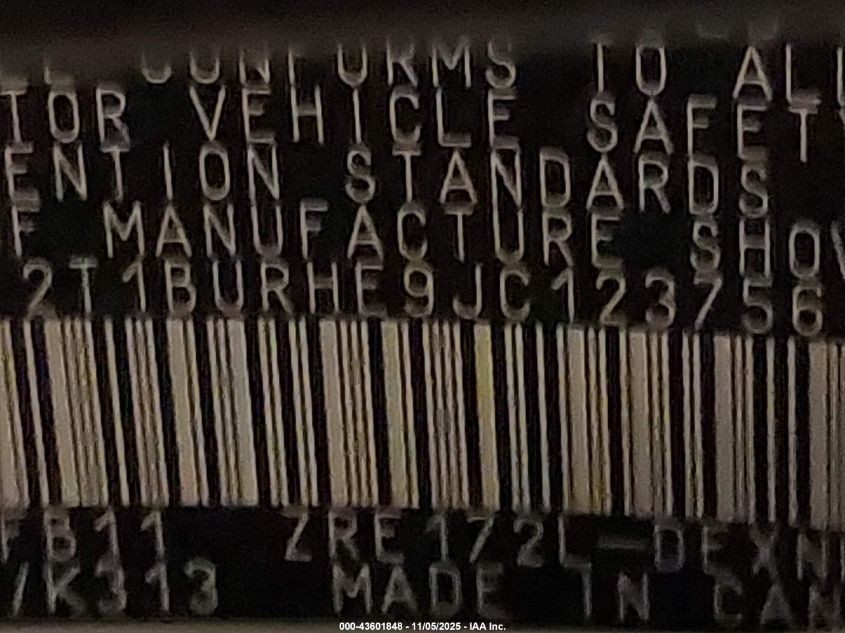 CONFORMS TO ALL
TOR VEHICLE SAFETY
ENTION STANDARDS
F MANUFACTURE SHOW
2T1BURHE9JC123756
FB11 ZRE172L-DEXN
/K313 MADE IN CAN
000-43601848 - 11/05/2025 - IAA Inc.